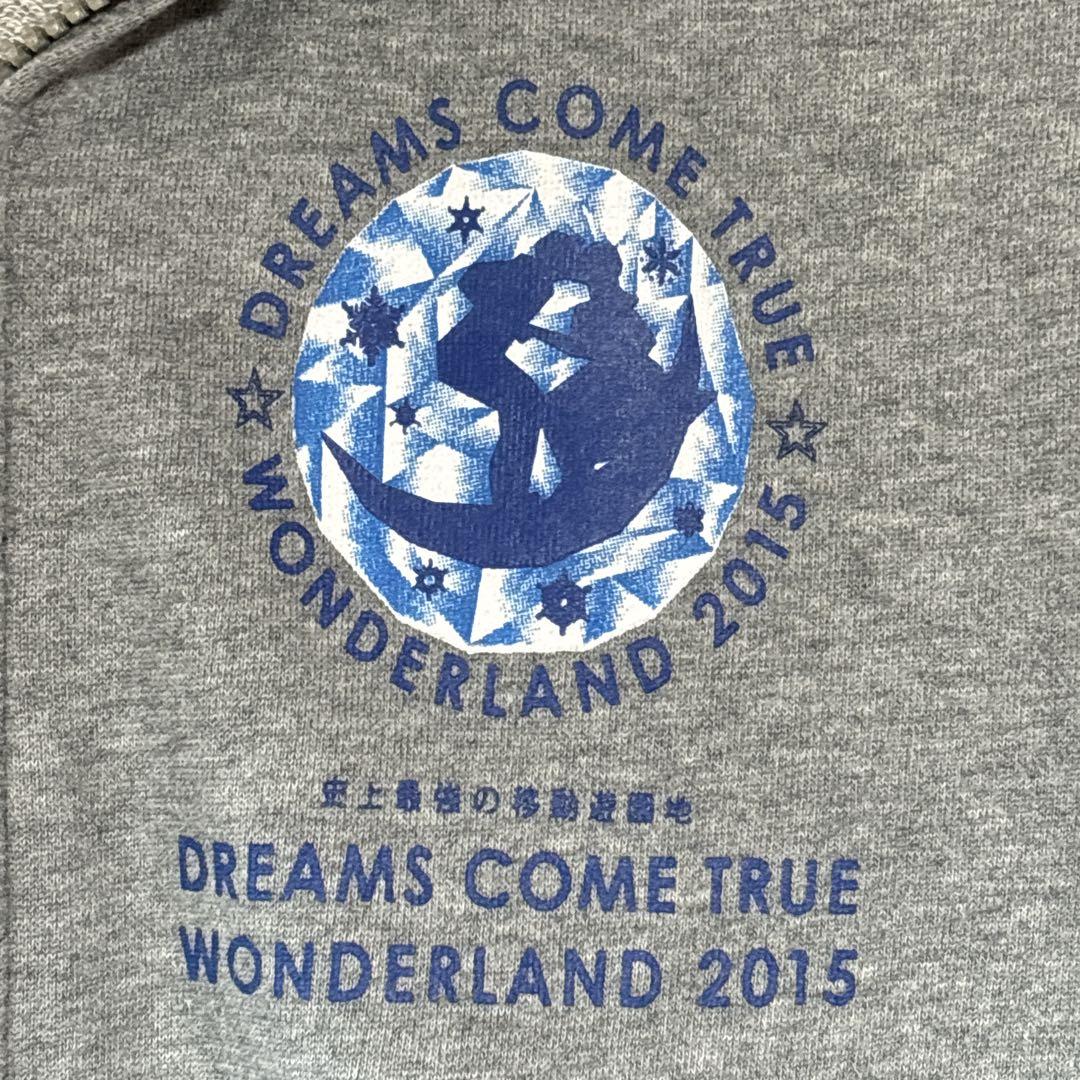 DREAMS COME TRUE
WONDERLAND 2015
史上最強の移動遊園地
DREAMS COME TRUE
WONDERLAND 2015